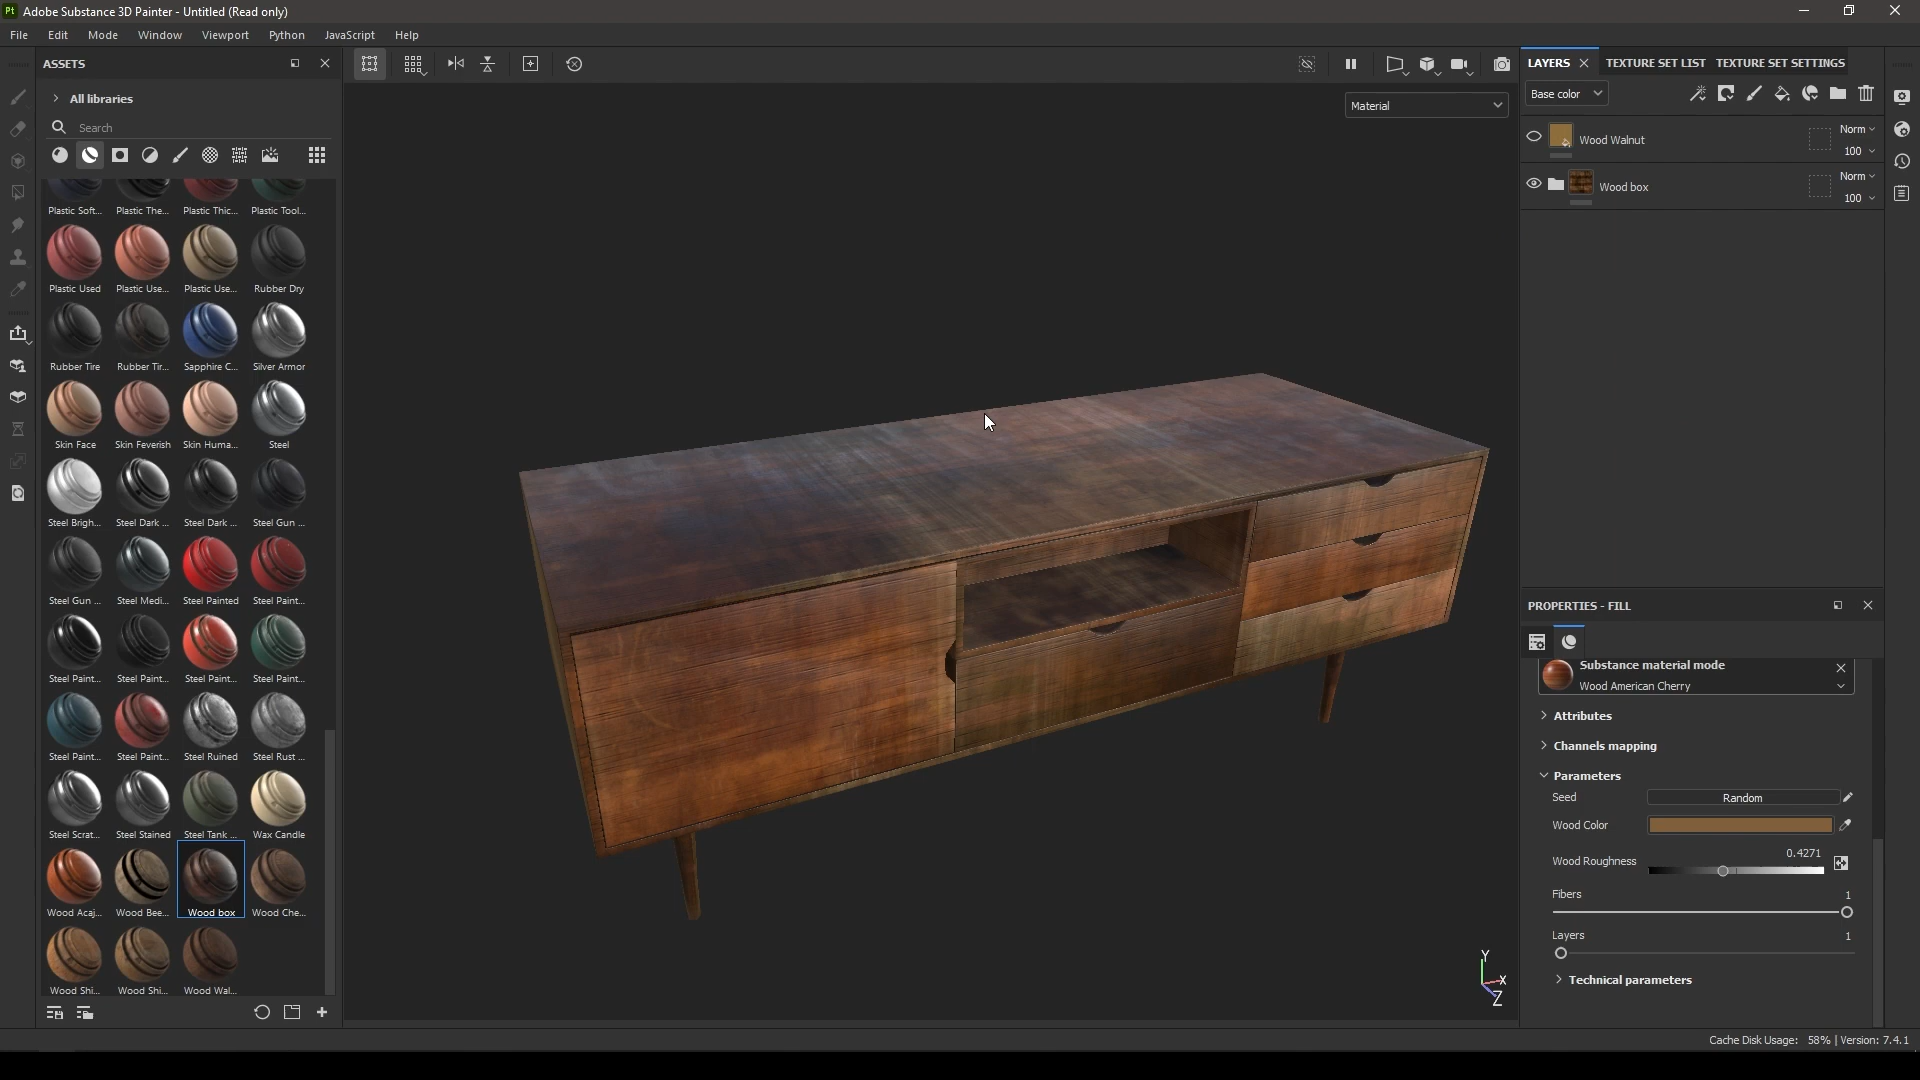 Pt Adobe Substance 3D Painter - Untitled (Read only)
File Edit Mode Window Viewport Python JavaScript Help
ASSETS
All libraries
Search
Plastic Soft... Plastic The... Plastic Thic... Plastic Tool...
Plastic Used Plastic Use... Plastic Use... Rubber Dry
Rubber Tire Rubber Tir... Sapphire C... Silver Armor
Skin Face Skin Feverish Skin Huma... Steel
Steel Brigh... Steel Dark ... Steel Dark ... Steel Gun ...
Steel Gun ... Steel Medi... Steel Painted Steel Paint...
Steel Paint... Steel Paint... Steel Paint... Steel Paint...
Steel Paint... Steel Paint... Steel Ruined Steel Rust ...
Steel Scrat... Steel Stained Steel Tank ... Wax Candle
Wood Acaj... Wood Bee... Wood box Wood Che...
Wood Shi... Wood Shi... Wood Wal...
Material
Y
X
Z
LAYERS TEXTURE SET LIST TEXTURE SET SETTINGS
Base color
Wood Walnut Norm
100
Wood box Norm
100
PROPERTIES - FILL
Substance material mode
Wood American Cherry
Attributes
Channels mapping
Parameters
Seed Random
Wood Color
Wood Roughness 0.4271
Fibers 1
Layers 1
Technical parameters
Cache Disk Usage: 58% | Version: 7.4.1